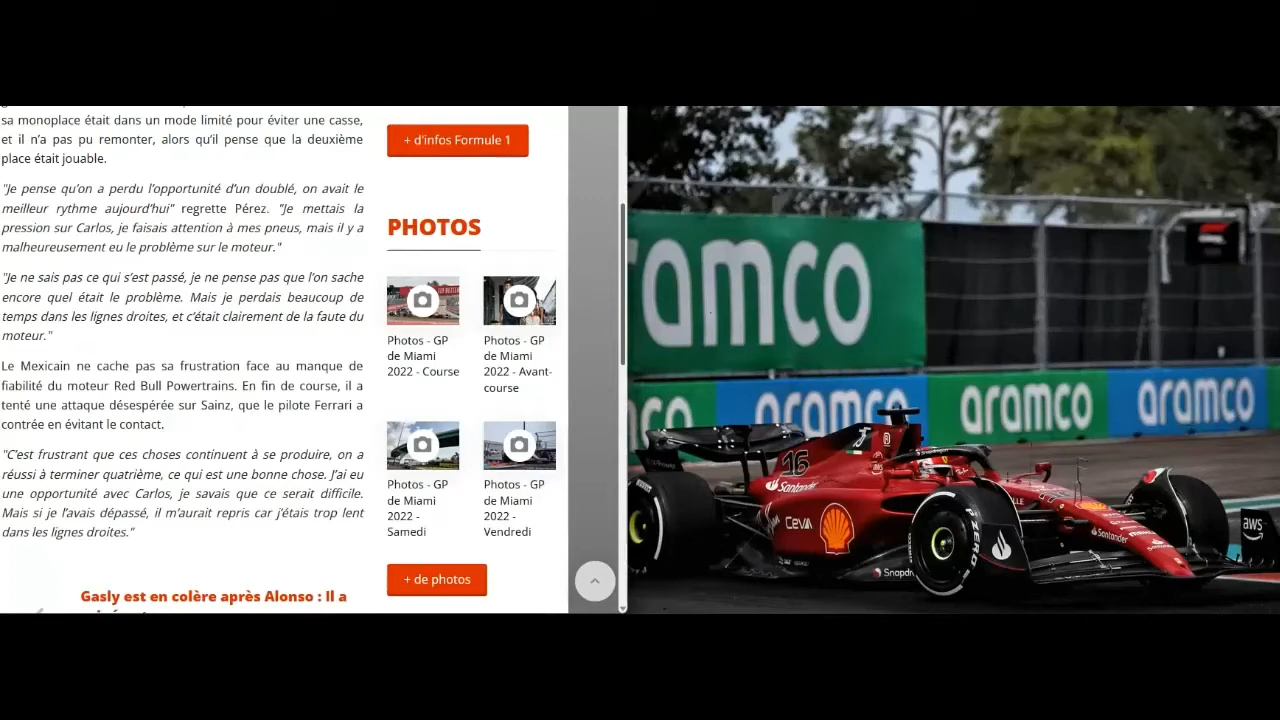 sa monoplace était dans un mode limité pour éviter une casse,
et il n’a pas pu remonter, alors qu’il pense que la deuxième
place était jouable.
"Je pense qu’on a perdu l’opportunité d’un doublé, on avait le
meilleur rythme aujourd’hui" regrette Pérez. "Je mettais la
pression sur Carlos, je faisais attention à mes pneus, mais il y a
malheureusement eu le problème sur le moteur."
"Je ne sais pas ce qui s’est passé, je ne pense pas que l’on sache
encore quel était le problème. Mais je perdais beaucoup de
temps dans les lignes droites, et c’était clairement de la faute du
moteur."
Le Mexicain ne cache pas sa frustration face au manque de
fiabilité du moteur Red Bull Powertrains. En fin de course, il a
tenté une attaque désespérée sur Sainz, que le pilote Ferrari a
contrée en évitant le contact.
"C’est frustrant que ces choses continuent à se produire, on a
réussi à terminer quatrième, ce qui est une bonne chose. J’ai eu
une opportunité avec Carlos, je savais que ce serait difficile.
Mais si je l’avais dépassé, il m’aurait repris car j’étais trop lent
dans les lignes droites."
Gasly est en colère après Alonso : Il a
+ d'infos Formule 1
PHOTOS
Photos - GP
de Miami
2022 - Course
Photos - GP
de Miami
2022 - Avant-
course
Photos - GP
de Miami
2022 -
Samedi
Photos - GP
de Miami
2022 -
Vendredi
+ de photos
amco
nco
aramco
aramco
aramco
16
Santander
CeVA
Snapdr
P ZERO
Santander
aws